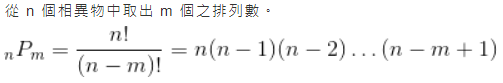 從 n 個相異物中取出 m 個之排列數。
ₙPₘ = n!/(n − m)! = n(n − 1)(n − 2) . . . (n − m + 1)